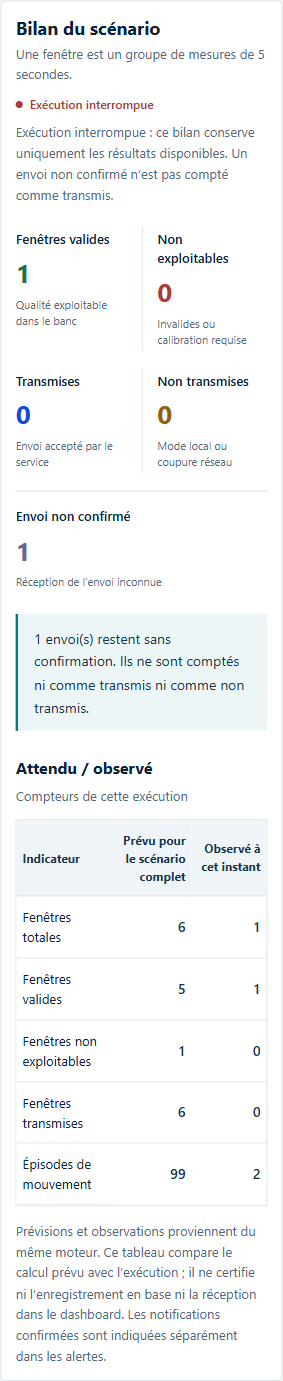 Bilan du scénario
Une fenêtre est un groupe de mesures de 5
secondes.
Exécution interrompue
Exécution interrompue : ce bilan conserve
uniquement les résultats disponibles. Un
envoi non confirmé n'est pas compté
comme transmis.
Fenêtres valides
1
Qualité exploitable
dans le banc
Non
exploitables
0
Invalides ou
calibration requise
Transmises
0
Envoi accepté par le
service
Non transmises
0
Mode local ou
coupure réseau
Envoi non confirmé
1
Réception de l'envoi inconnue
1 envoi(s) restent sans
confirmation. Ils ne sont comptés
ni comme transmis ni comme non
transmis.
Attendu / observé
Compteurs de cette exécution
Indicateur
Prévu pour
le scénario
complet
Observé à
cet instant
Fenêtres
totales
6
1
Fenêtres
valides
5
1
Fenêtres non
exploitables
1
0
Fenêtres
transmises
6
0
Épisodes de
mouvement
99
2
Prévisions et observations proviennent du
même moteur. Ce tableau compare le
calcul prévu avec l'exécution ; il ne certifie
ni l'enregistrement en base ni la réception
dans le dashboard. Les notifications
confirmées sont indiquées séparément
dans les alertes.